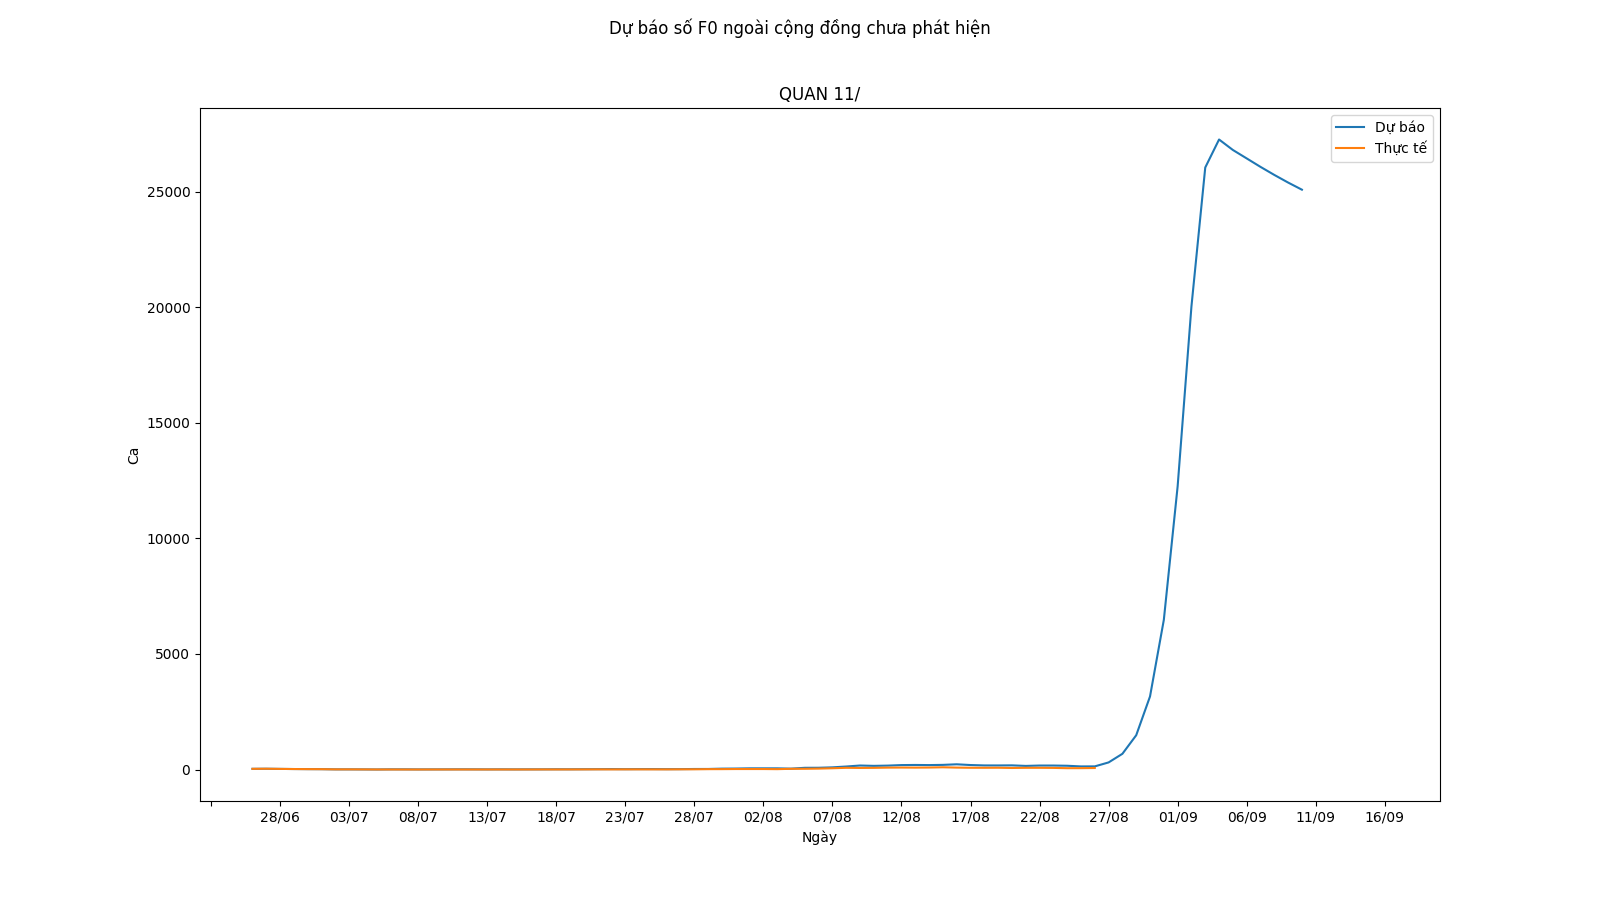 Dự báo số F0 ngoài cộng đồng chưa phát hiện
QUAN 11/
Dự báo
Thực tế
25000
20000
15000
10000
5000
0
Ca
28/06 03/07 08/07 13/07 18/07 23/07 28/07 02/08 07/08 12/08 17/08 22/08 27/08 01/09 06/09 11/09 16/09
Ngày